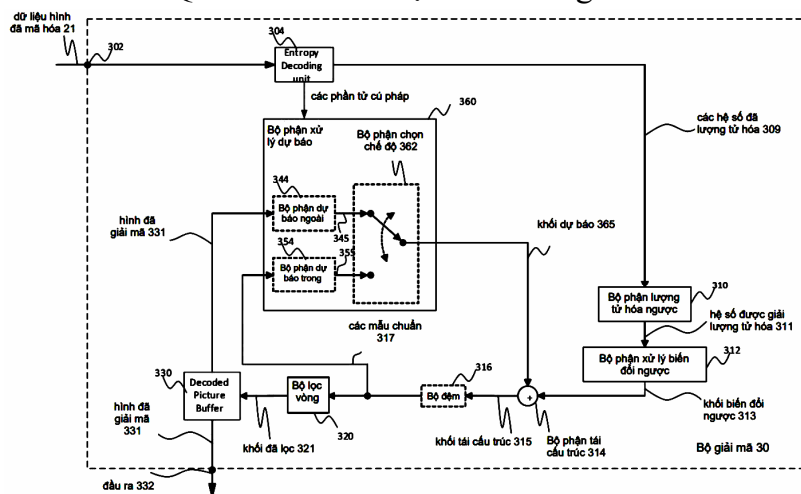 dữ liệu hình
đã mã hóa 21
302
304
Entropy
Decoding
unit
các phần tử cú pháp
360
Bộ phận xử
lý dự báo
Bộ phận chọn
chế độ 362
các hệ số đã
lượng tử hóa 309
344
Bộ phận dự
báo ngoài
345
hình đã
giải mã 331
354
Bộ phận dự
báo trong
355
khối dự báo 365
310
Bộ phận lượng
tử hóa ngược
các mẫu chuẩn
317
hệ số được giải
lượng tử hóa 311
312
Bộ phận xử lý biến
đổi ngược
330
Decoded
Picture
Buffer
Bộ lọc
vòng
320
316
Bộ đệm
+
khối biến đổi
ngược 313
hình đã
giải mã
331
khối đã lọc 321
khối tái cấu trúc 315
Bộ phận tái
cấu trúc 314
Bộ giải mã 30
đầu ra 332